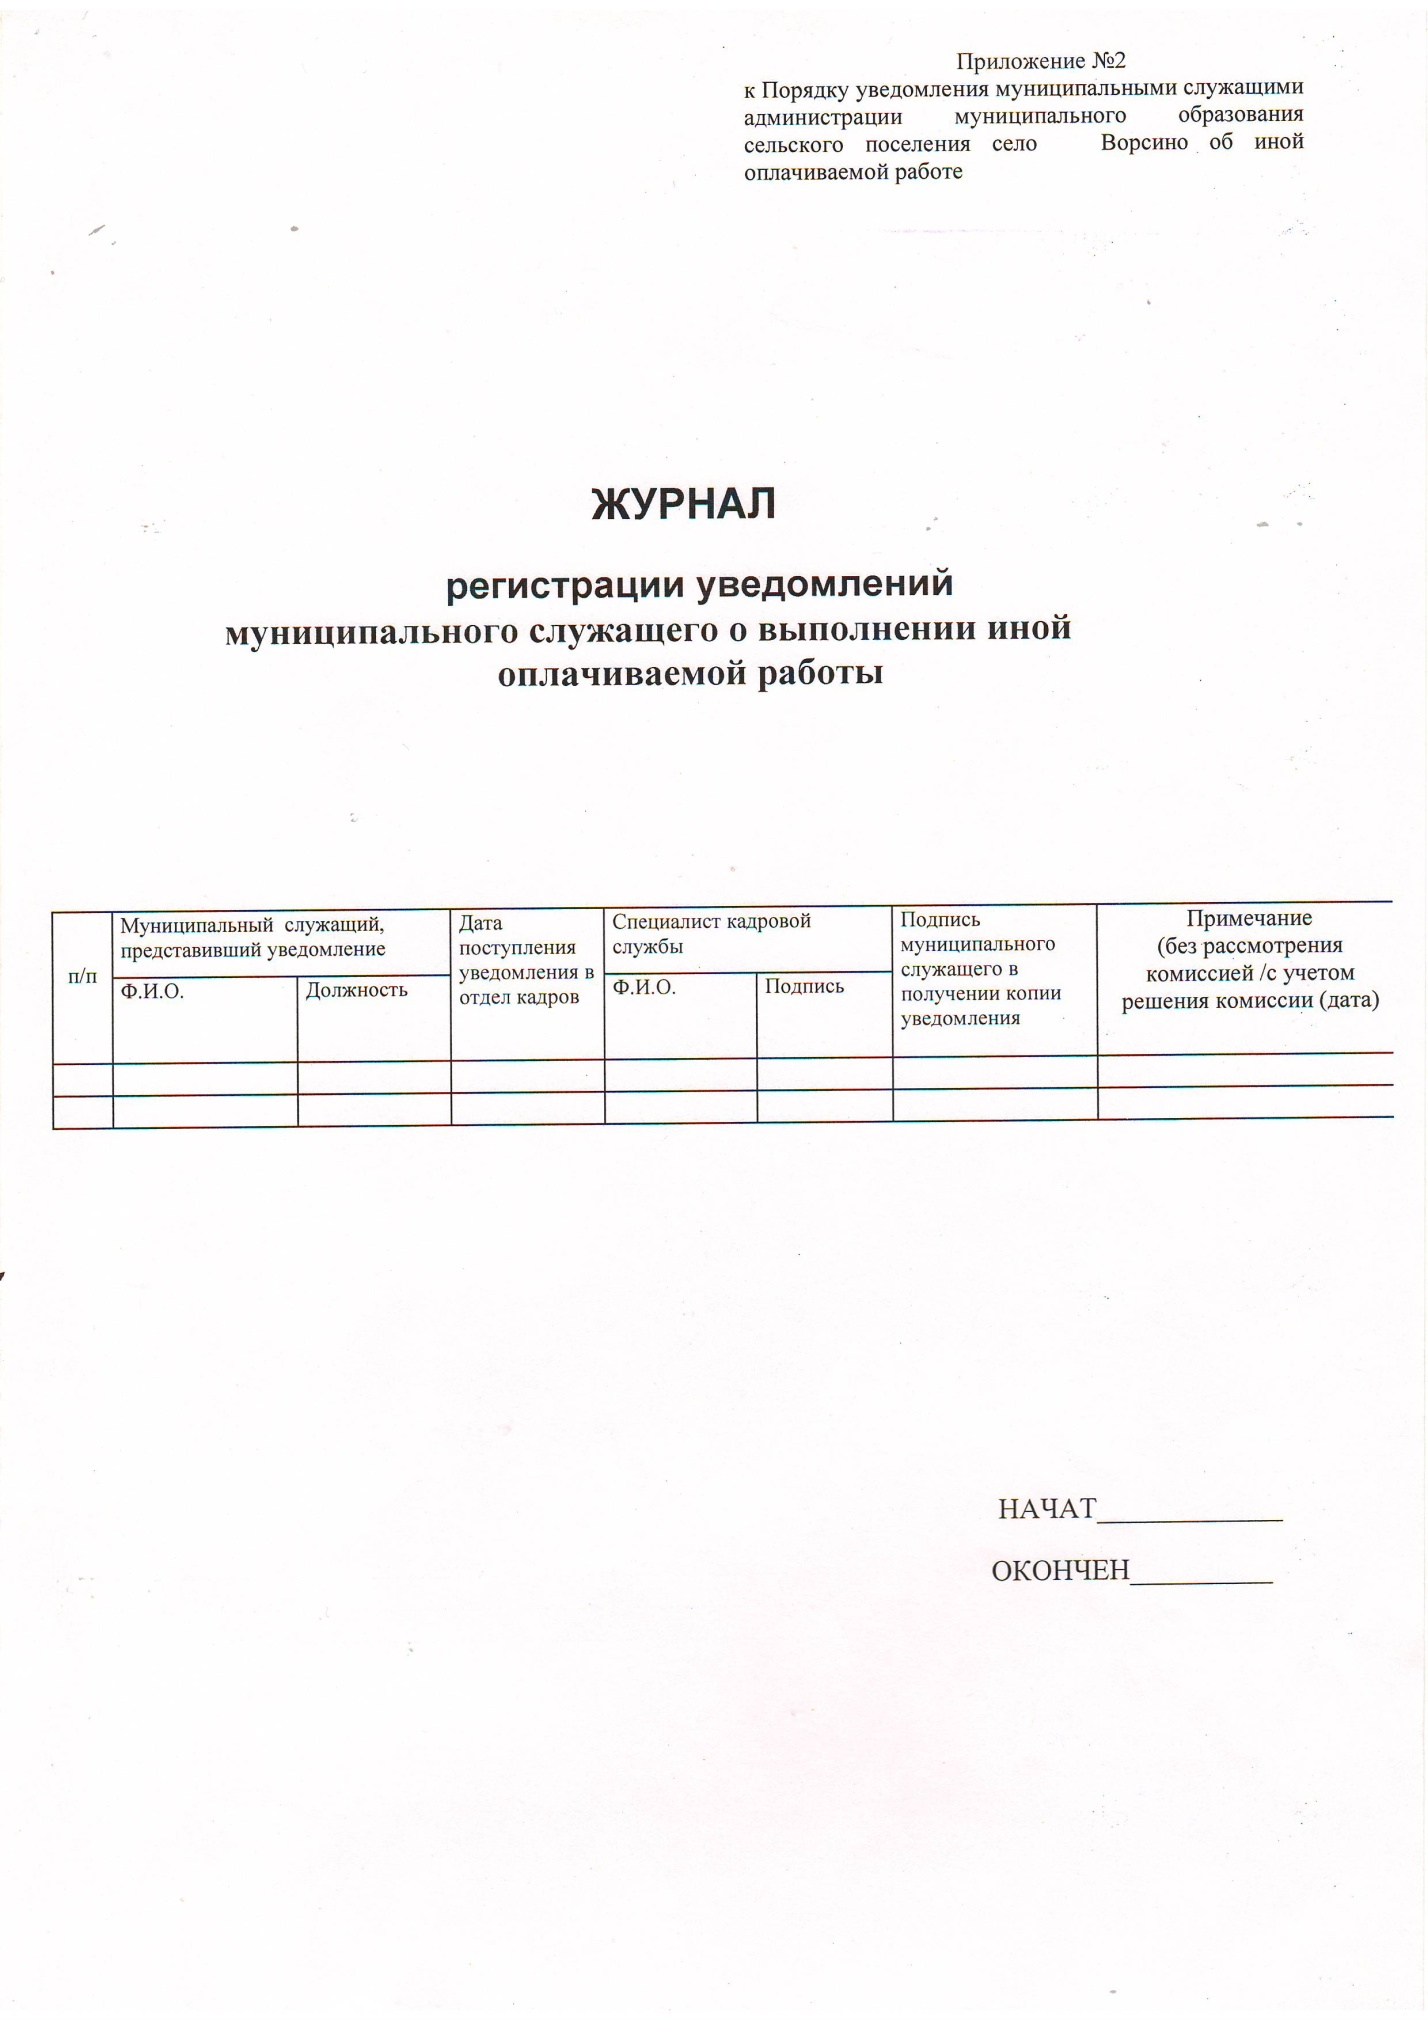 Приложение №2
к Порядку уведомления муниципальными служащими
администрации муниципального образования
сельского поселения село Ворсино об иной
оплачиваемой работе
ЖУРНАЛ
регистрации уведомлений
муниципального служащего о выполнении иной
оплачиваемой работы
п/п
Муниципальный служащий,
представивший уведомление
Ф.И.О.
Должность
Дата
поступления
уведомления в
отдел кадров
Специалист кадровой
службы
Ф.И.О.
Подпись
Подпись
муниципального
служащего в
получении копии
уведомления
Примечание
(без рассмотрения
комиссией /с учетом
решения комиссии (дата)
НАЧАТ_____________
ОКОНЧЕН__________